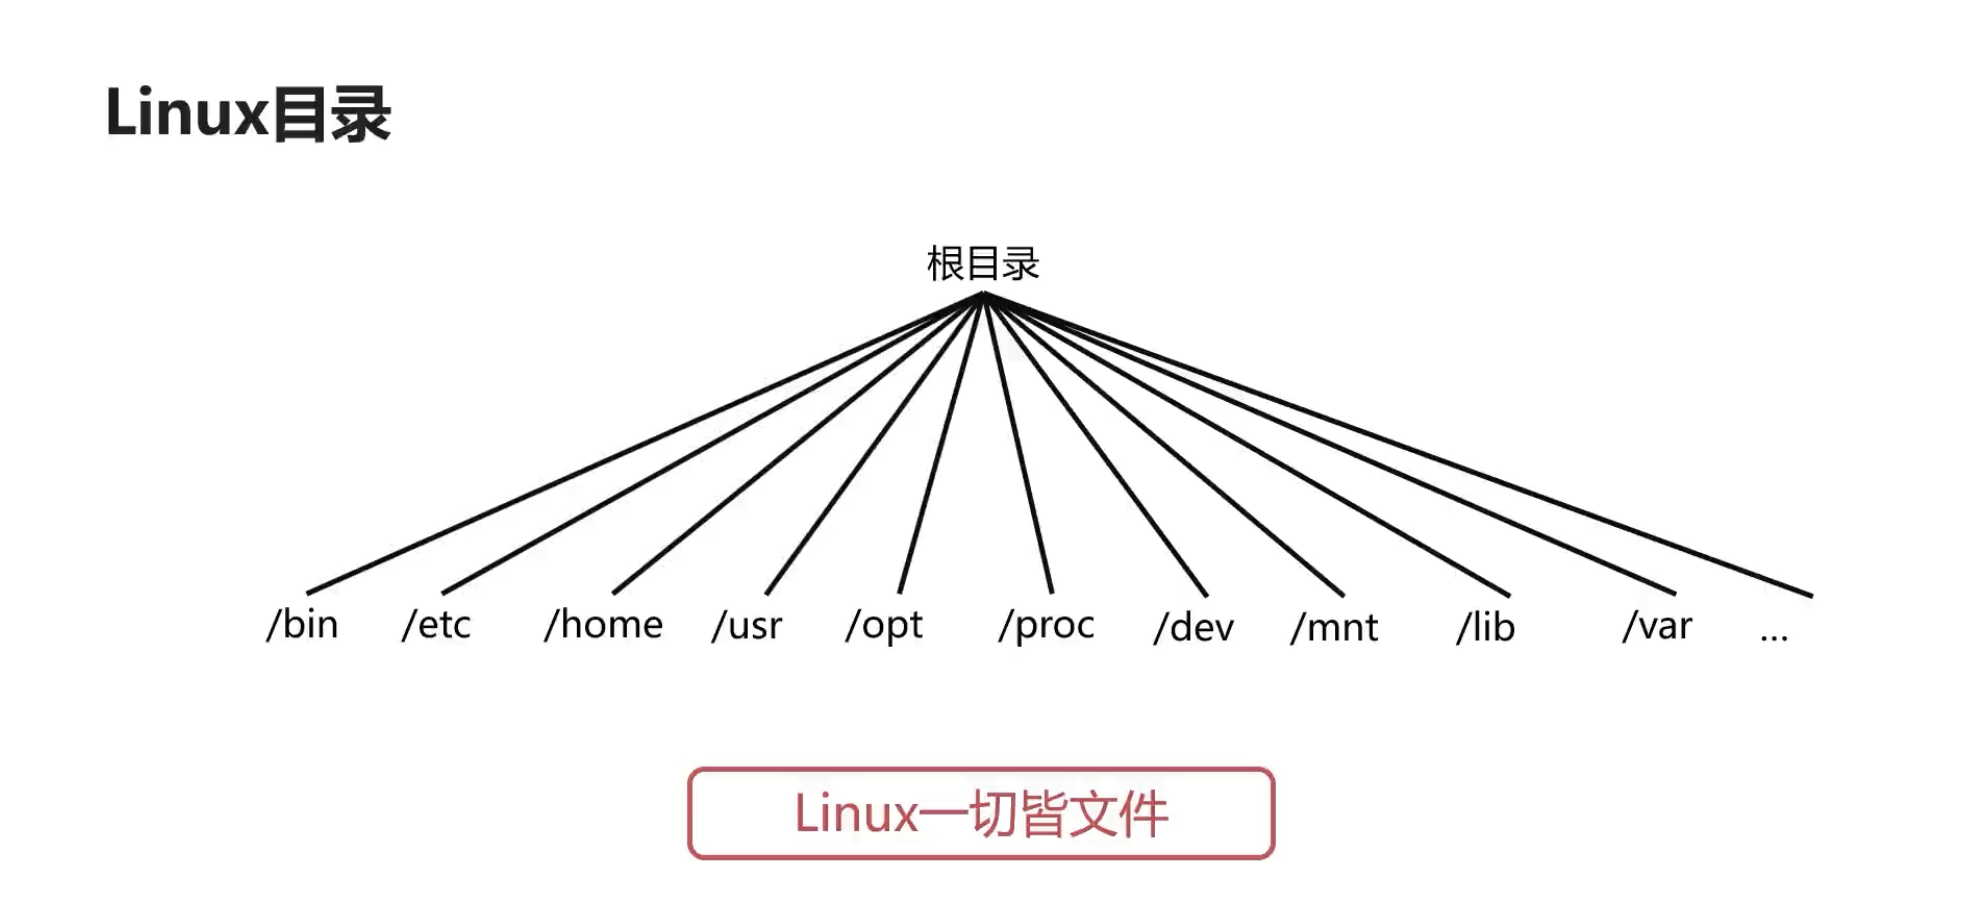 Linux目录
根目录
/bin /etc /home /usr /opt /proc /dev /mnt /lib /var ...
Linux一切皆文件